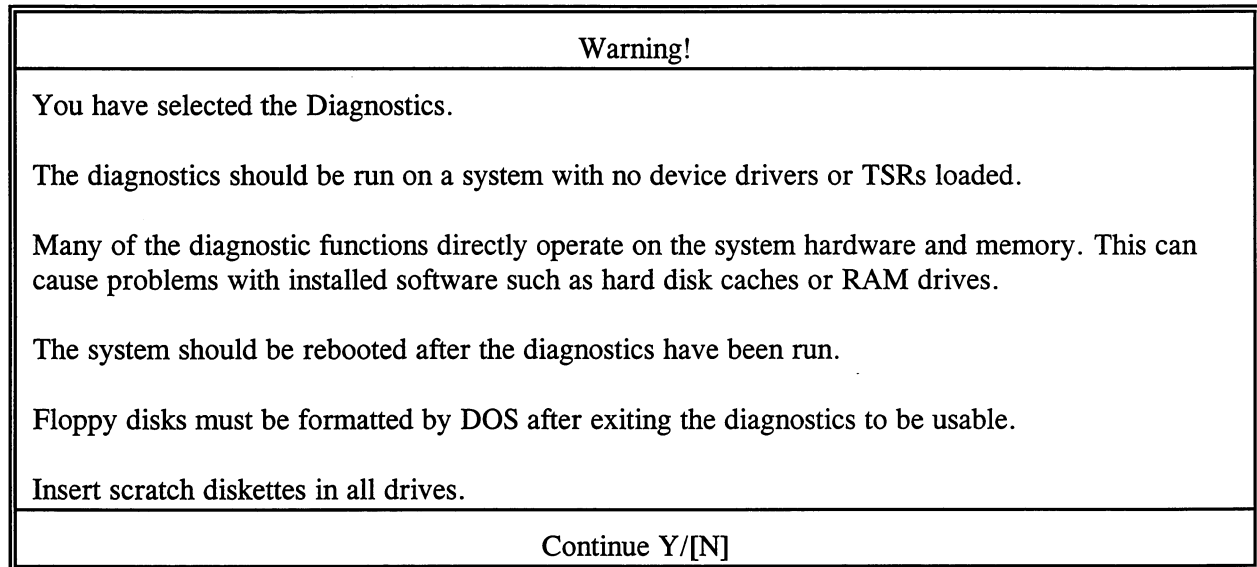 Warning!
You have selected the Diagnostics.
The diagnostics should be run on a system with no device drivers or TSRs loaded.
Many of the diagnostic functions directly operate on the system hardware and memory. This can
cause problems with installed software such as hard disk caches or RAM drives.
The system should be rebooted after the diagnostics have been run.
Floppy disks must be formatted by DOS after exiting the diagnostics to be usable.
Insert scratch diskettes in all drives.
Continue Y/[N]